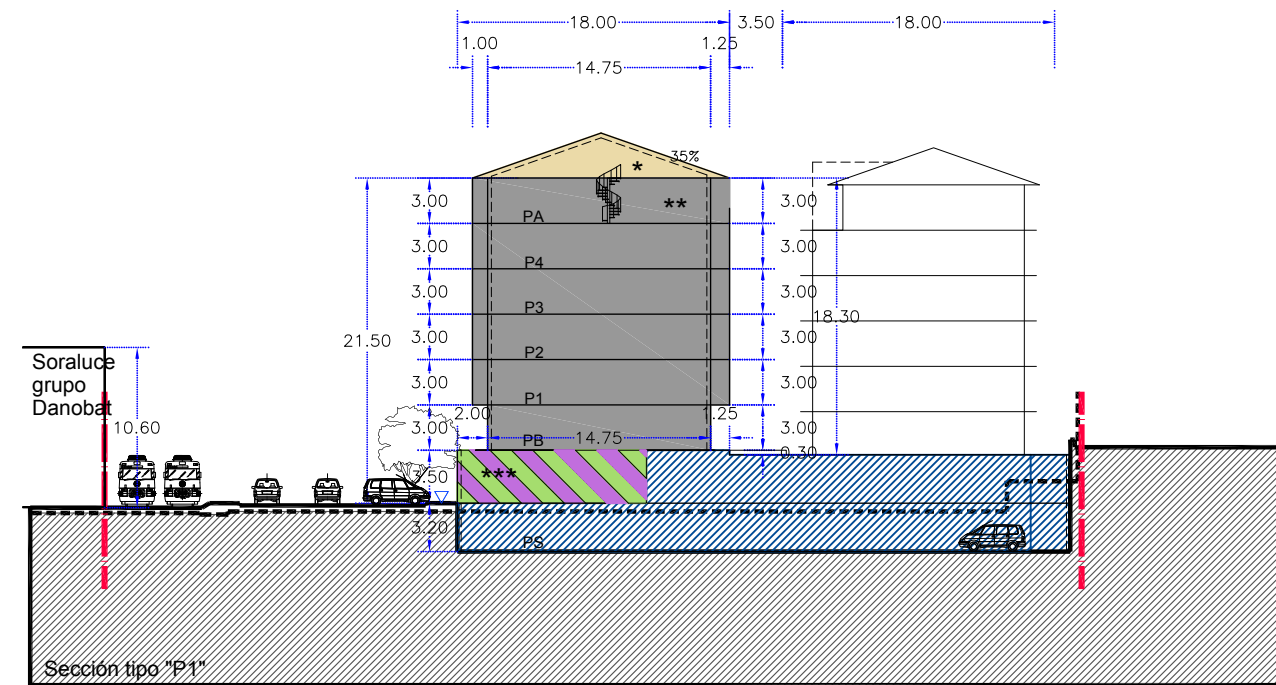 18.00 3.50 18.00
1.00 1.25
14.75
35%
*
3.00 ** 3.00
PA
3.00 3.00
P4
3.00 3.00
P3
21.50 3.00 3.00 18.30
P2
3.00 3.00
P1
Soraluce
grupo
Danobat
10.60
2.00 1.25
3.00 14.75 3.00
PB
0.30
3.50 ***
3.20
PS
Sección tipo "P1"